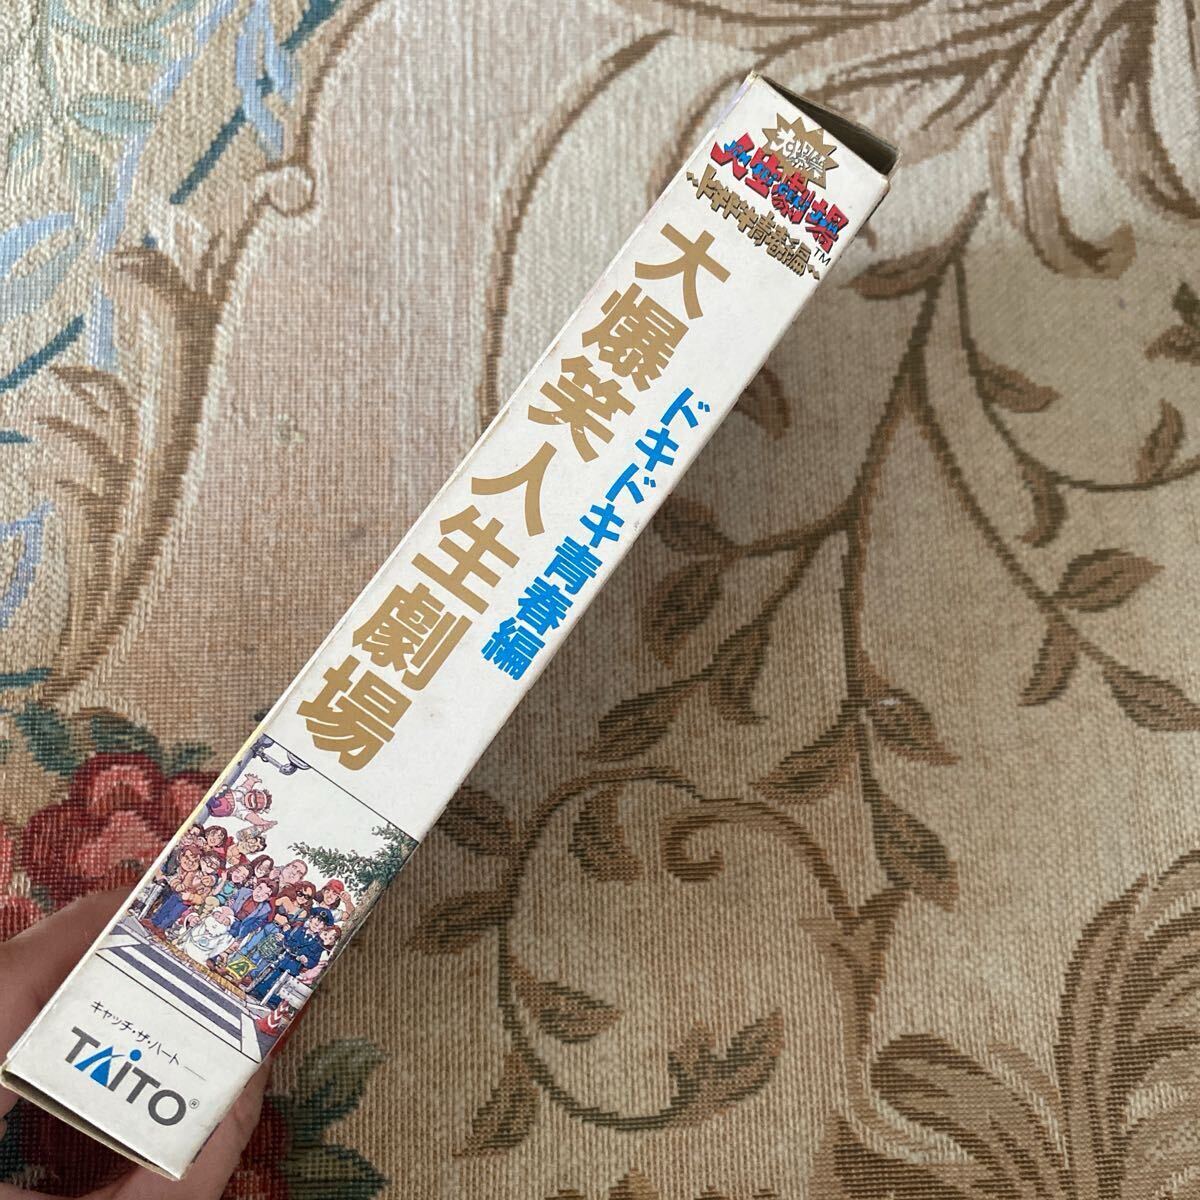 大爆笑
人生劇場
～ドキドキ青春編～
TM
大爆笑人生劇場
ドキドキ青春編
キャッチ・ザ・ハート
TAITO®